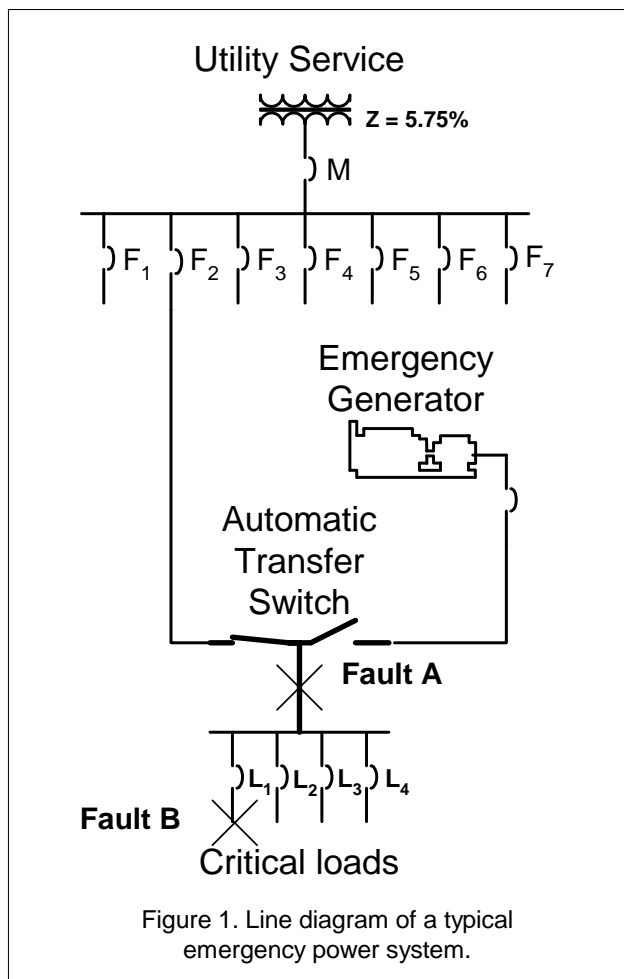 Utility Service
Z = 5.75%
M
F1 F2 F3 F4 F5 F6 F7
Emergency
Generator
Automatic
Transfer
Switch
Fault A
L1 L2 L3 L4
Fault B
Critical loads
Figure 1. Line diagram of a typical
emergency power system.